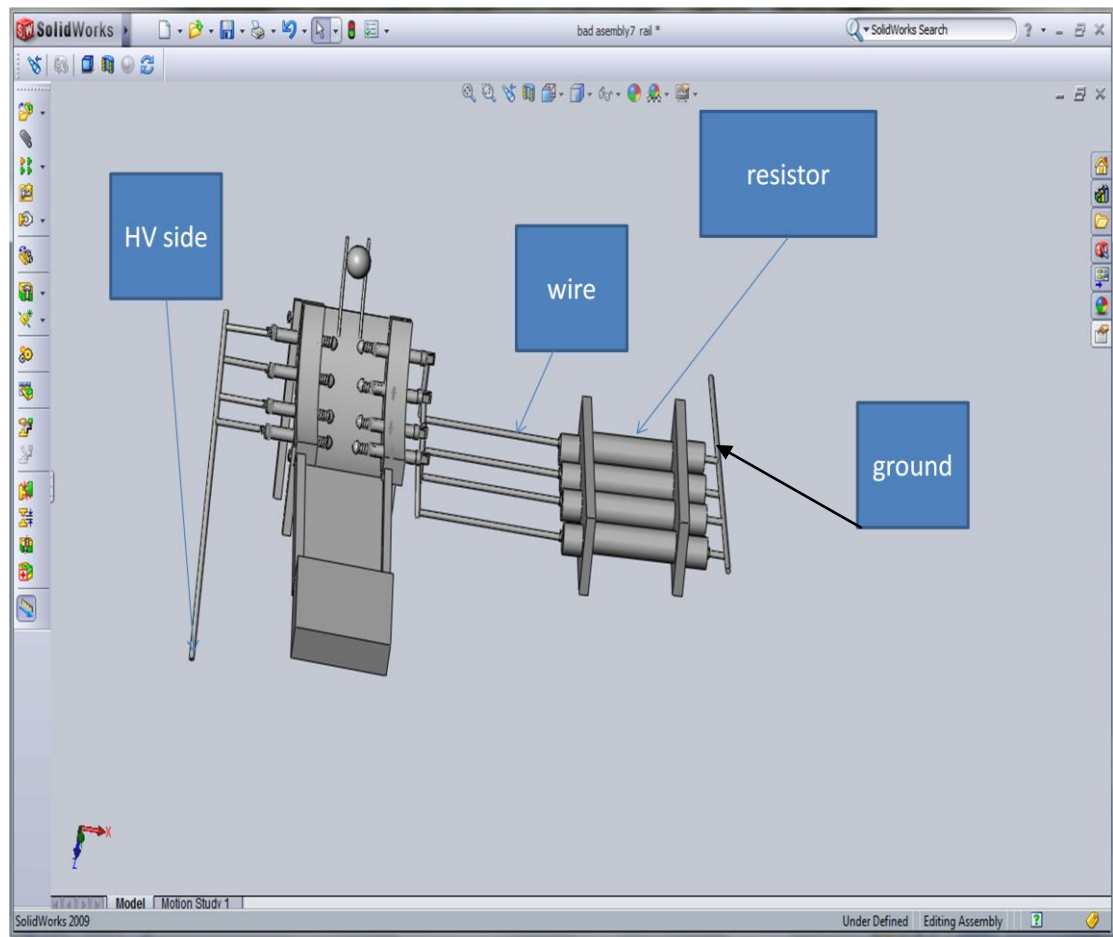 SolidWorks
bad asembly7 rail *
SolidWorks Search
resistor
HV side
wire
ground
X
Z
Model
Motion Study 1
SolidWorks 2009
Under Defined
Editing Assembly